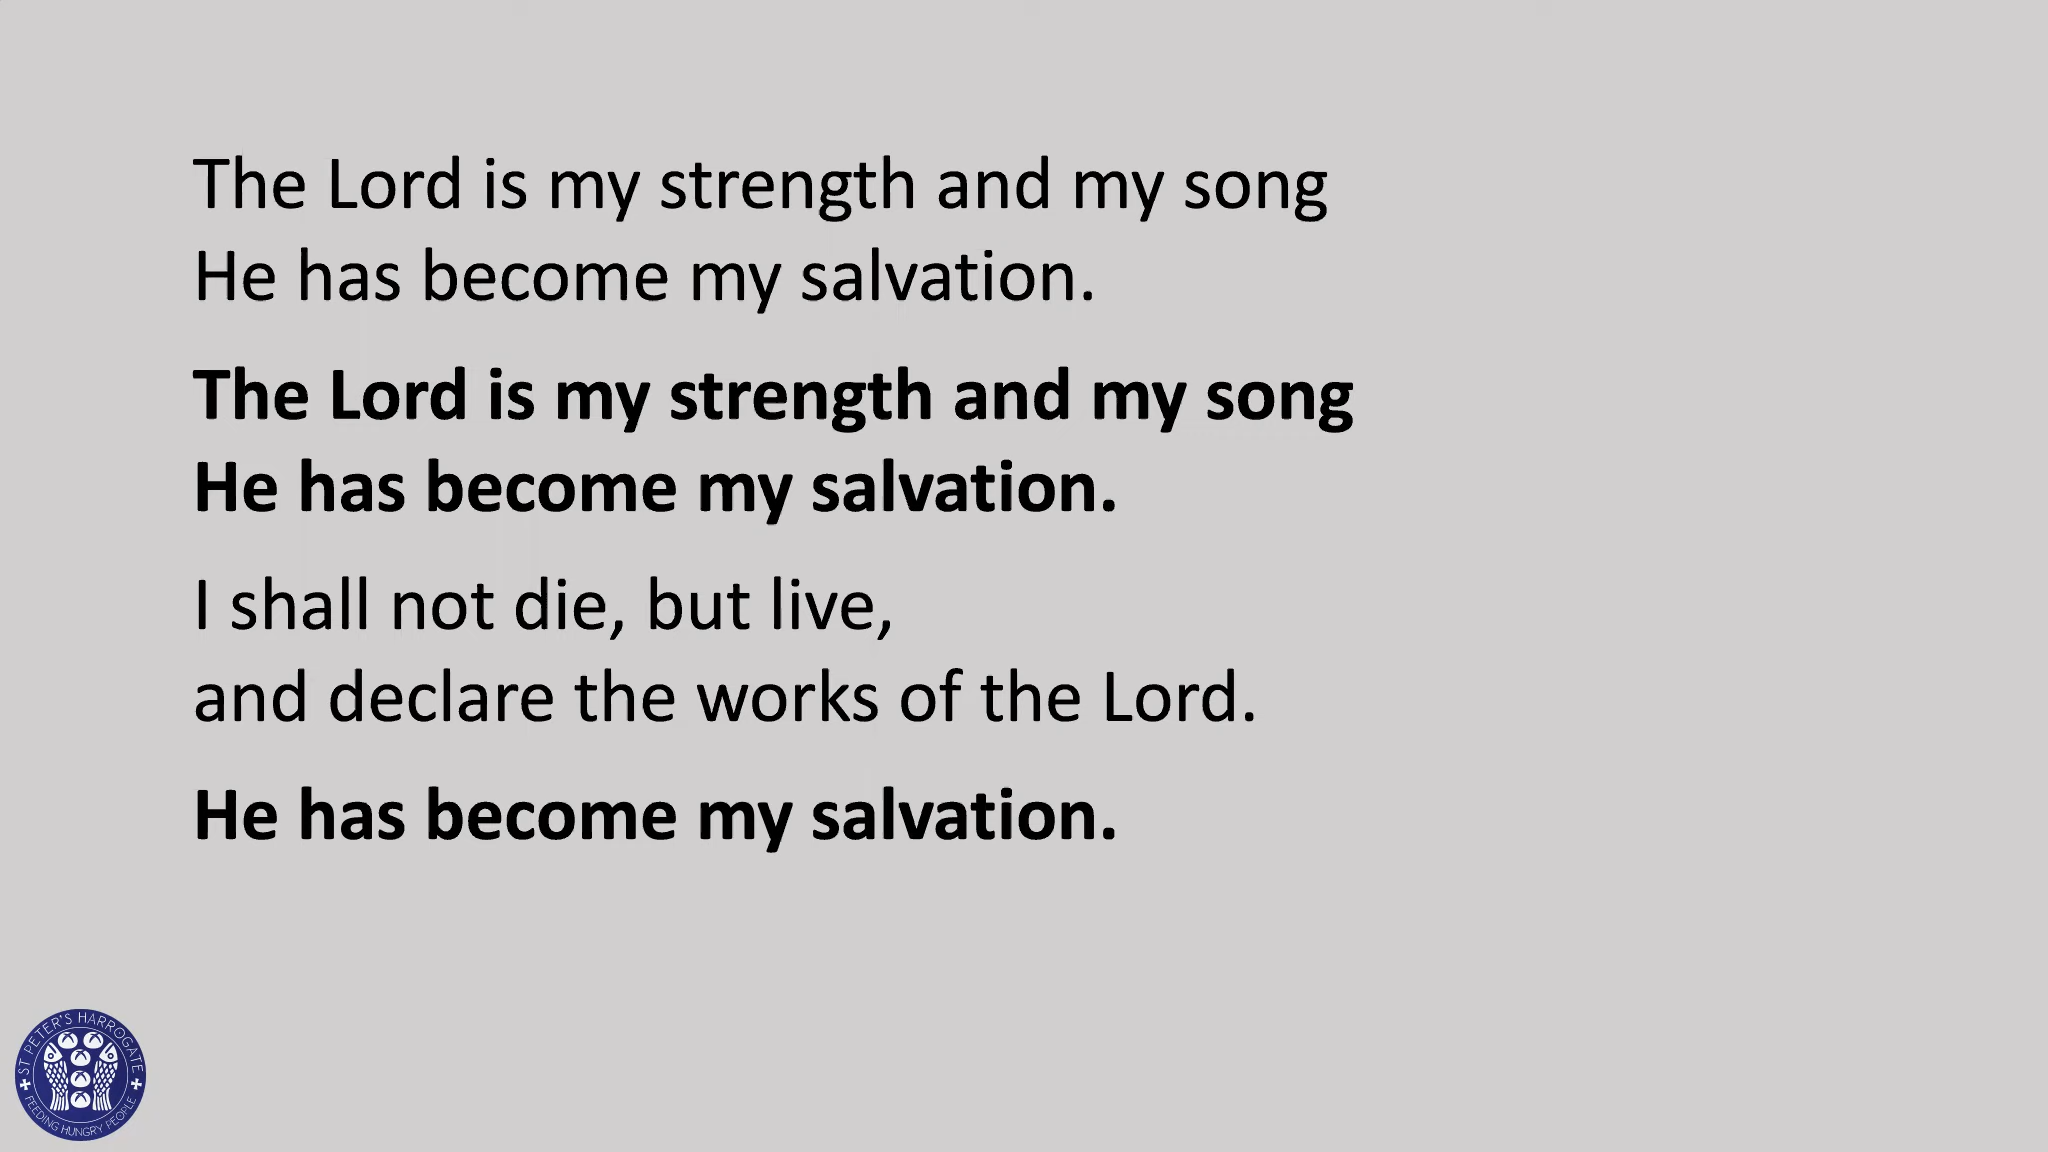 The Lord is my strength and my song
He has become my salvation.
The Lord is my strength and my song
He has become my salvation.
I shall not die, but live,
and declare the works of the Lord.
He has become my salvation.
ST PETER'S HARROGATE
FEEDING HUNGRY PEOPLE